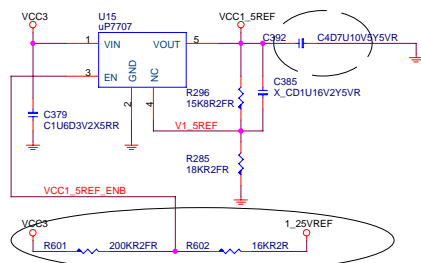 VCC3
U15
uP7707
VCC1_5REF
1
VIN
VOUT
5
C392
C4D7U10V5Y5VR
3
EN
GND
NC
C385
X_CD1U16V2Y5VR
R296
15K8R2FR
2
4
C379
C1U6D3V2X5RR
V1_5REF
R285
18KR2FR
VCC1_5REF_ENB
VCC3
1_25VREF
R601
200KR2FR
R602
16KR2R